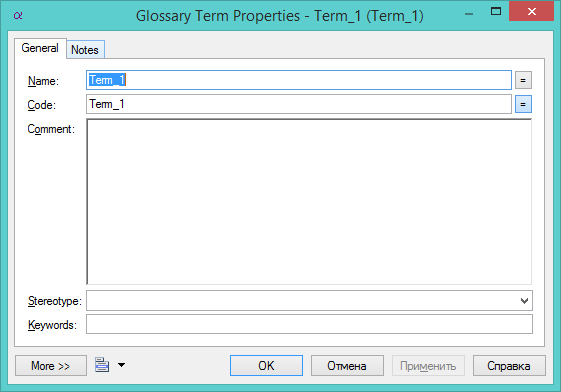 α Glossary Term Properties - Term_1 (Term_1)
General Notes
Name: Term_1 =
Code: Term_1 =
Comment:
Stereotype:
Keywords:
More >> OK Отмена Применить Справка